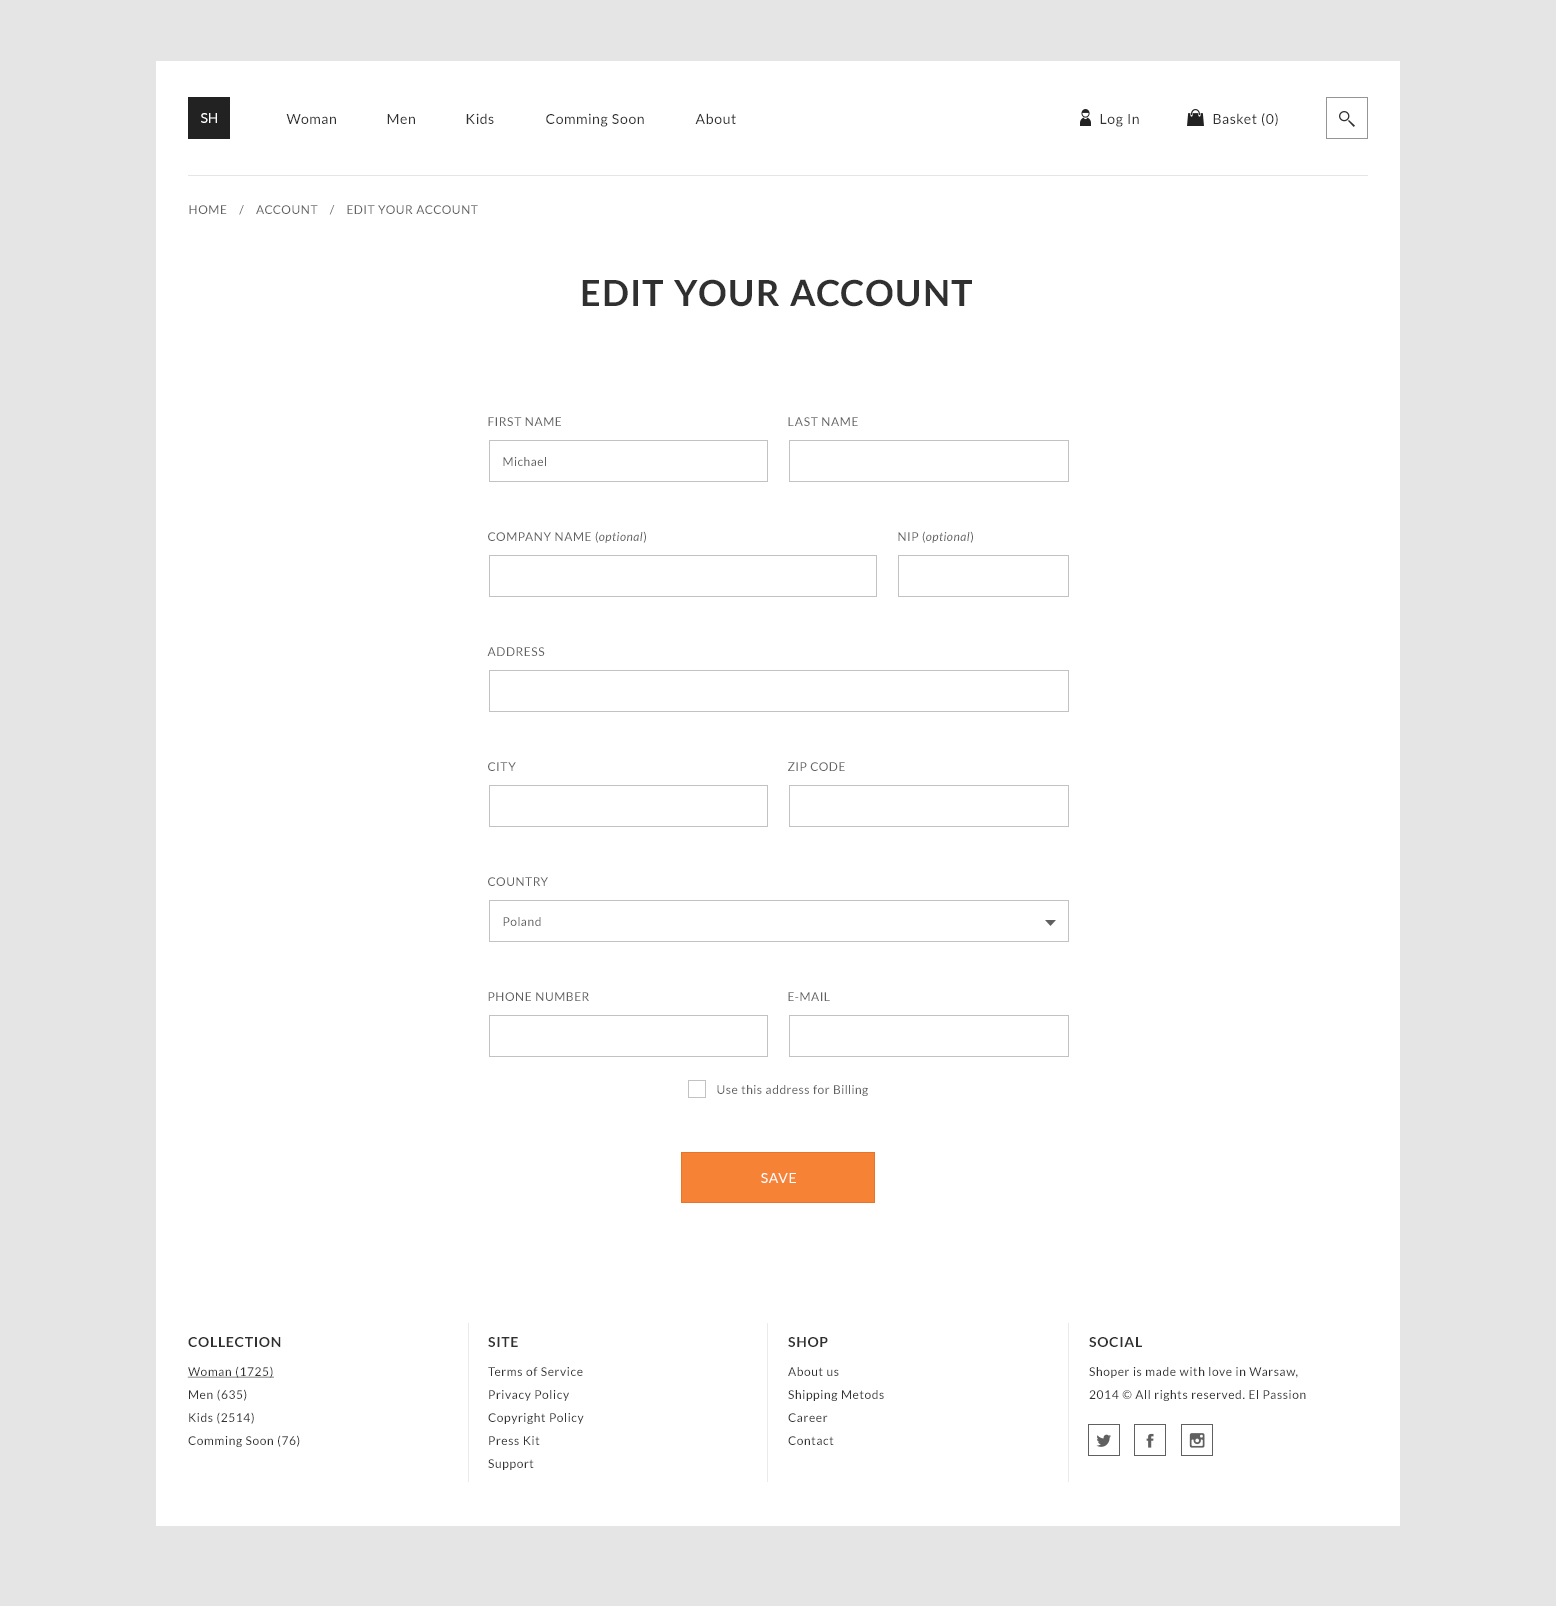 SH Woman Men Kids Comming Soon About Log In Basket (0)
HOME / ACCOUNT / EDIT YOUR ACCOUNT
EDIT YOUR ACCOUNT
FIRST NAME LAST NAME
Michael
COMPANY NAME (optional) NIP (optional)
ADDRESS
CITY ZIP CODE
COUNTRY
Poland
PHONE NUMBER E-MAIL
Use this address for Billing
SAVE
COLLECTION
Woman (1725)
Men (635)
Kids (2514)
Comming Soon (76)
SITE
Terms of Service
Privacy Policy
Copyright Policy
Press Kit
Support
SHOP
About us
Shipping Metods
Career
Contact
SOCIAL
Shoper is made with love in Warsaw,
2014 © All rights reserved. El Passion